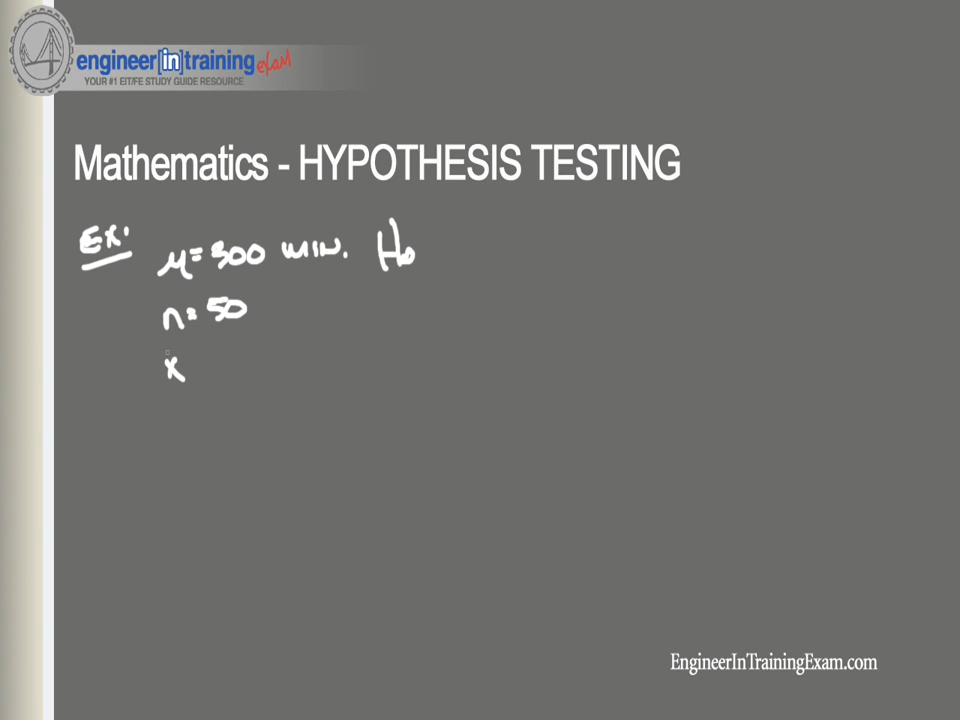 engineer[in]training exam
YOUR #1 EIT/FE STUDY GUIDE RESOURCE
Mathematics - HYPOTHESIS TESTING
Ex: μ = 300 min. H₀
n = 50
x
EngineerInTrainingExam.com